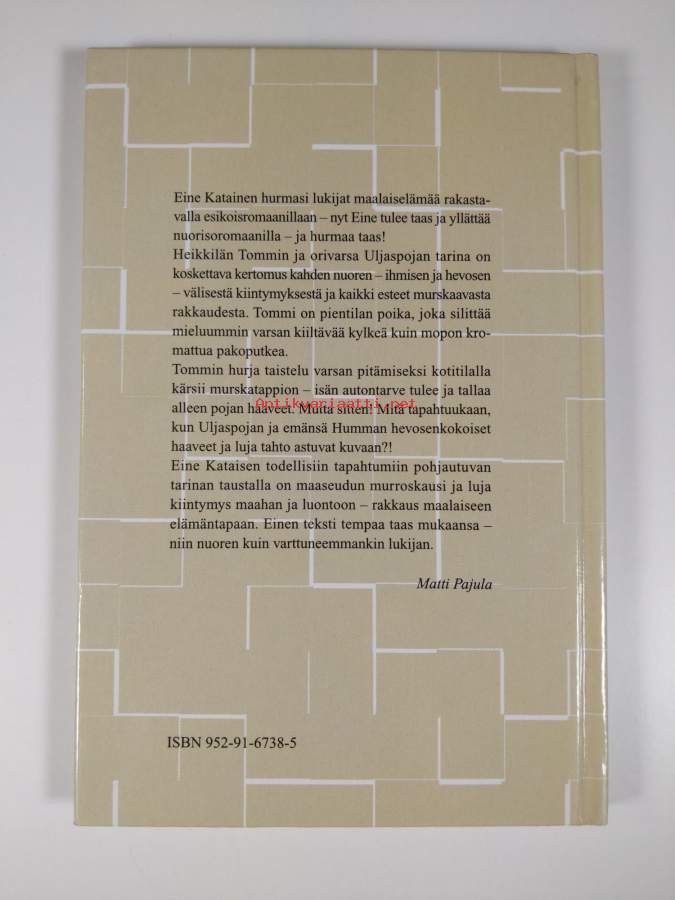 Eine Katainen hurmasi lukijat maalaiselämää rakasta-
valla esikoisromaanillaan – nyt Eine tulee taas ja yllättää
nuorisoromaanilla – ja hurmaa taas!
Heikkilän Tommin ja orivarsa Uljaspojan tarina on
koskettava kertomus kahden nuoren – ihmisen ja hevosen
– välisestä kiintymyksestä ja kaikki esteet murskaavasta
rakkaudesta. Tommi on pientilan poika, joka silittää
mieluummin varsan kiiltävää kylkeä kuin mopon kro-
mattua pakoputkea.
Tommin hurja taistelu varsan pitämiseksi kotitilalla
kärsii murskatappion – isän autontarve tulee ja tallaa
Antikvariaatti.net
alleen pojan haaveet. Mutta sitten! Mitä tapahtuukaan,
kun Uljaspojan ja emänsä Humman hevosenkokoiset
haaveet ja luja tahto astuvat kuvaan?!
Eine Kataisen todellisiin tapahtumiin pohjautuvan
tarinan taustalla on maaseudun murroskausi ja luja
kiintymys maahan ja luontoon – rakkaus maalaiseen
elämäntapaan. Einen teksti tempaa taas mukaansa –
niin nuoren kuin varttuneemmankin lukijan.
Matti Pajula
ISBN 952-91-6738-5